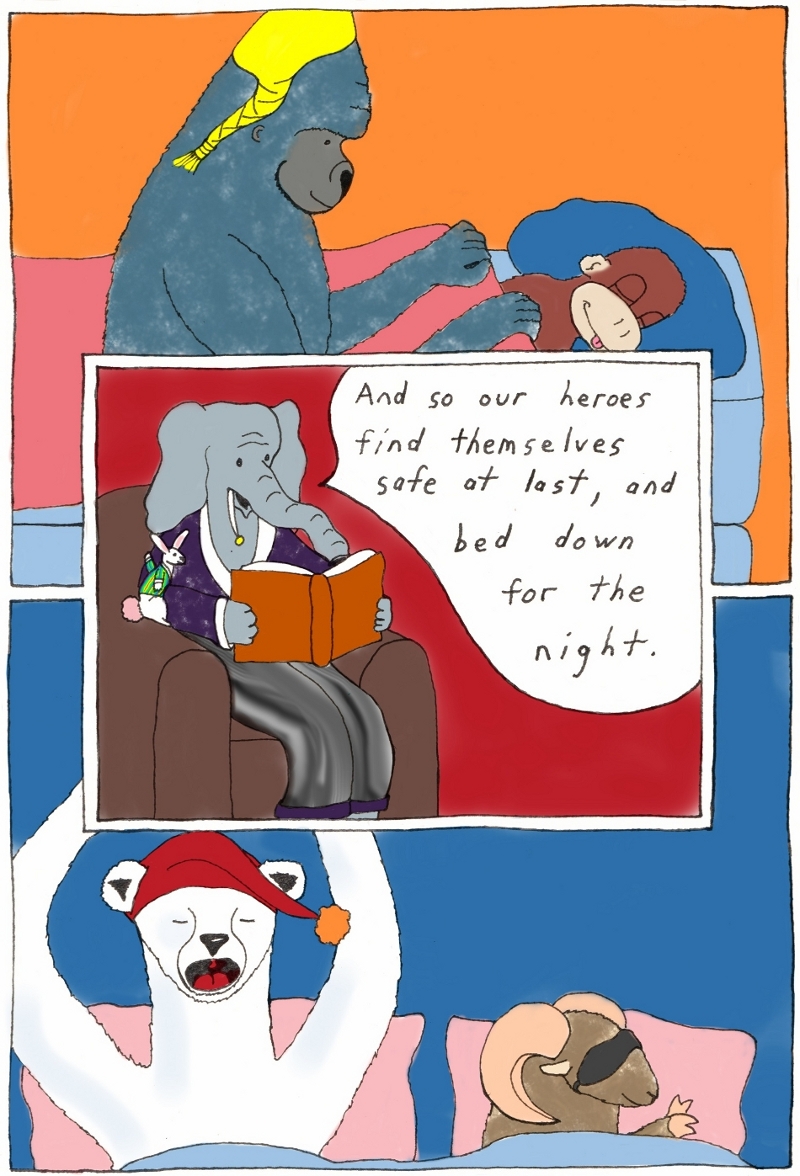 And so our heroes
find themselves
safe at last, and
bed down
for the
night.